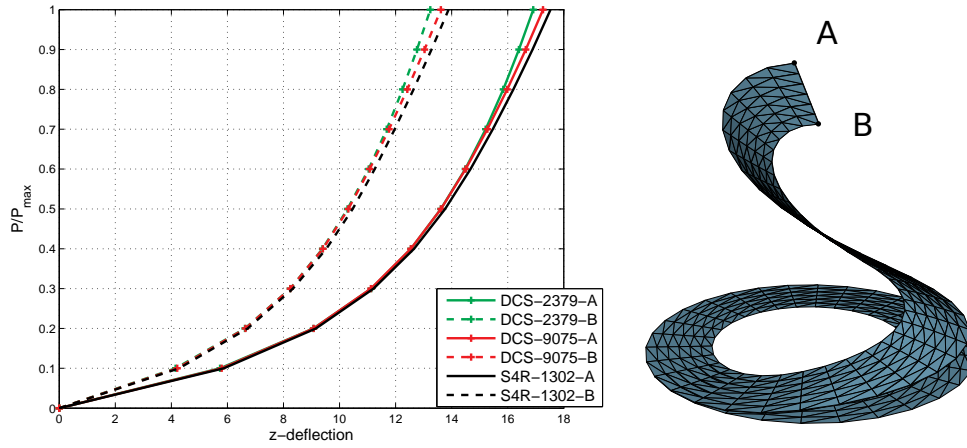 1
0.9
0.8
0.7
0.6
0.5
0.4
0.3
0.2
0.1
0
P/P_max
0 2 4 6 8 10 12 14 16 18
z−deflection
DCS−2379−A
DCS−2379−B
DCS−9075−A
DCS−9075−B
S4R−1302−A
S4R−1302−B
A
B